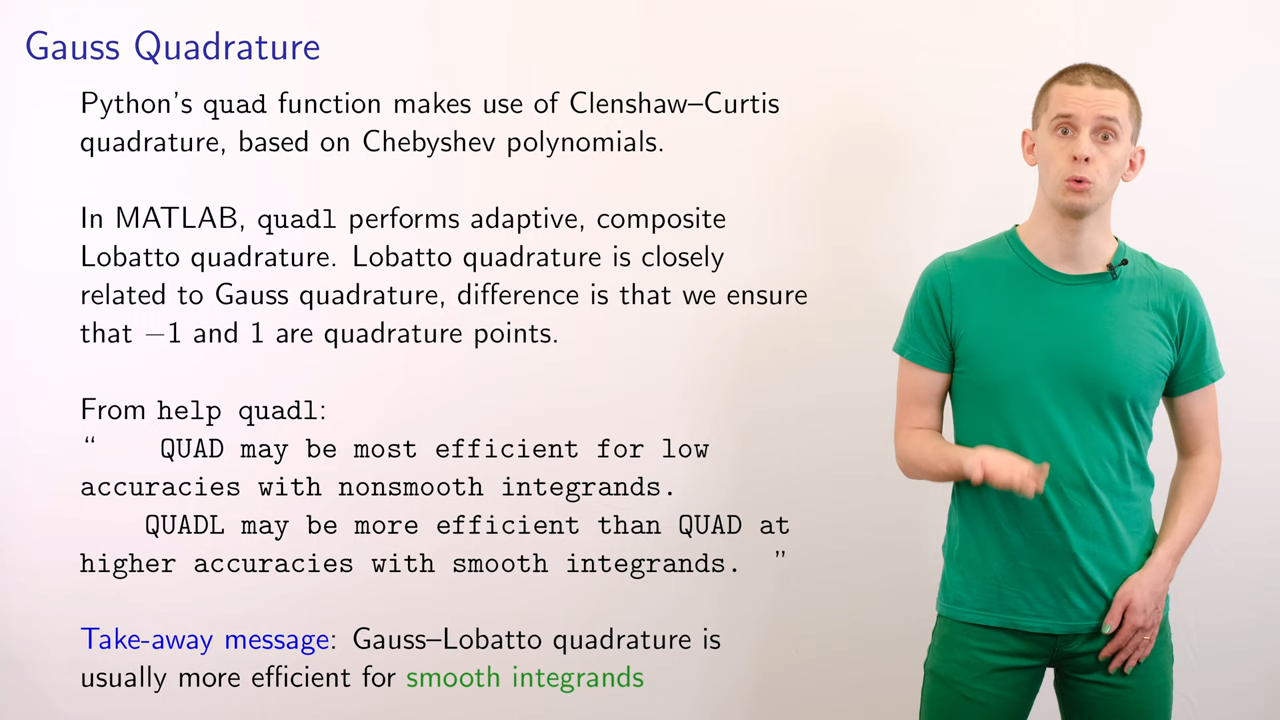 Gauss Quadrature
Python's quad function makes use of Clenshaw–Curtis
quadrature, based on Chebyshev polynomials.
In MATLAB, quadl performs adaptive, composite
Lobatto quadrature. Lobatto quadrature is closely
related to Gauss quadrature, difference is that we ensure
that −1 and 1 are quadrature points.
From help quadl:
“ QUAD may be most efficient for low
accuracies with nonsmooth integrands.
QUADL may be more efficient than QUAD at
higher accuracies with smooth integrands. ”
Take-away message: Gauss–Lobatto quadrature is
usually more efficient for smooth integrands